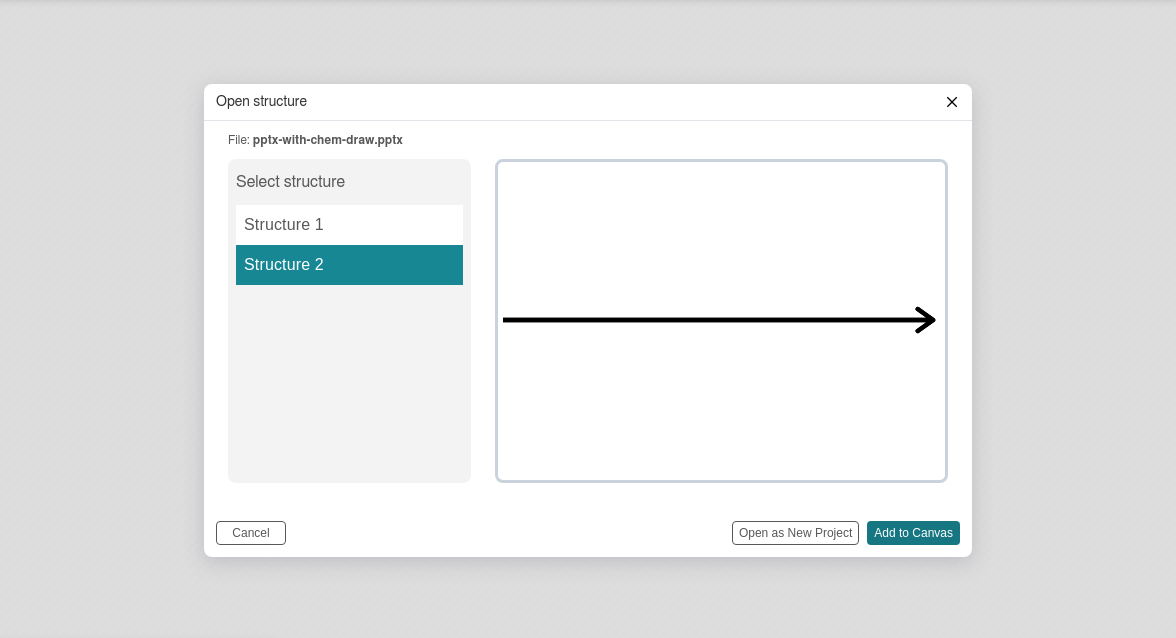 Open structure
File: pptx-with-chem-draw.pptx
Select structure
Structure 1
Structure 2
Cancel
Open as New Project
Add to Canvas